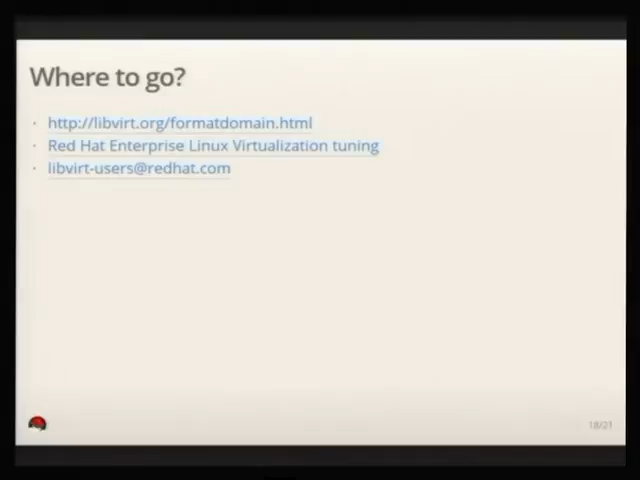 Where to go?
http://libvirt.org/formatdomain.html
Red Hat Enterprise Linux Virtualization tuning
libvirt-users@redhat.com
18/21